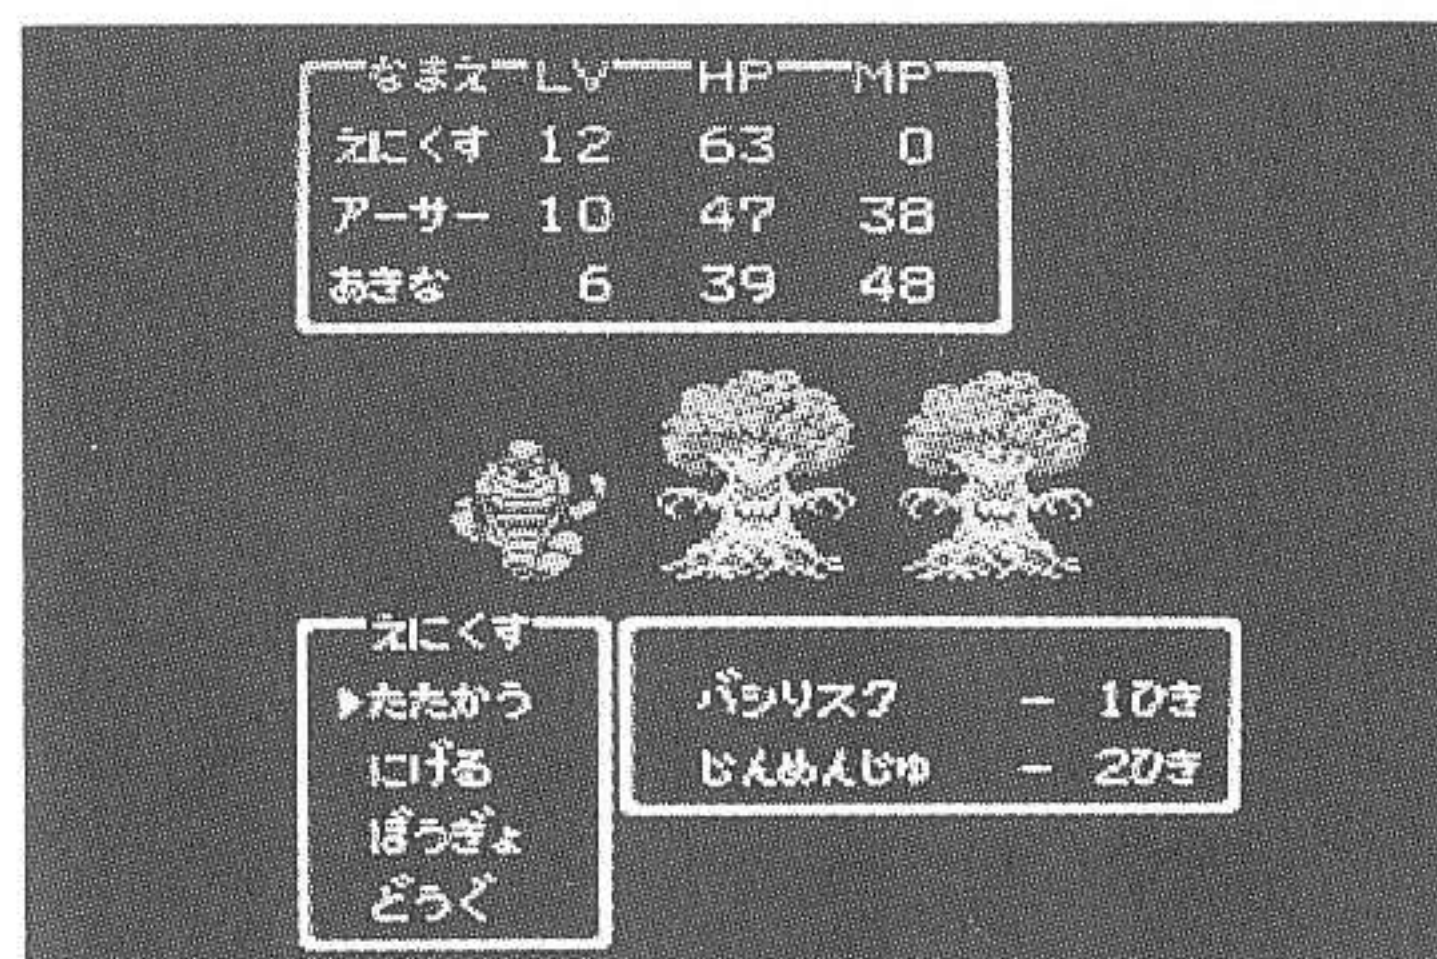 なまえ LV HP MP
えにくす 12 63 0
アーサー 10 47 38
あきな 6 39 48
えにくす
▶たたかう
にげる
ぼうぎょ
どうぐ
バシリスク - 1ひき
じんめんじゅ - 2ひき